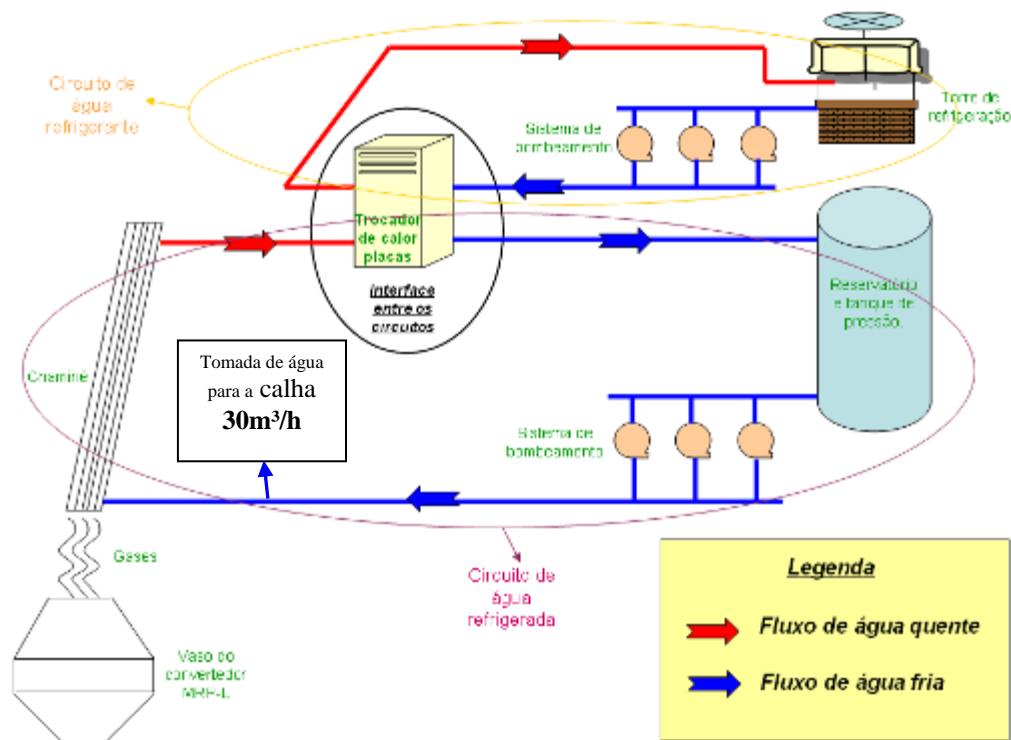 Circuito de
água
refrigerante
Sistema de
bombeamento
Torre de
refrigeração
Trocador
de calor
placas
Interface
entre os
circuitos
Reservatório
e tanque de
pressão.
Chaminé
Tomada de água
para a calha
30m³/h
Sistema de
bombeamento
Gases
Circuito de
água
refrigerada
Vaso do
convertedor
MRP-L
Legenda
Fluxo de água quente
Fluxo de água fria